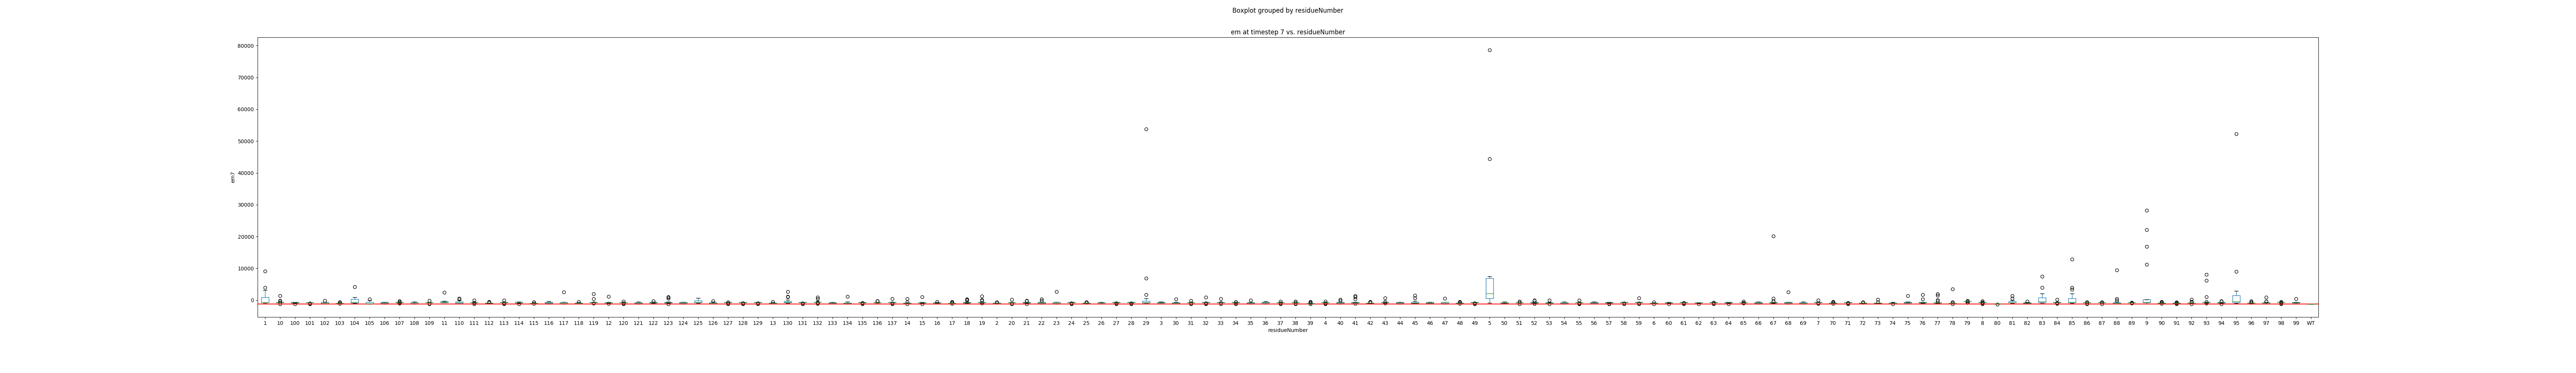 Boxplot grouped by residueNumber
em at timestep 7 vs. residueNumber
80000
70000
60000
50000
40000
30000
20000
10000
0
em7
1 10 100 101 102 103 104 105 106 107 108 109 11 110 111 112 113 114 115 116 117 118 119 12 120 121 122 123 124 125 126 127 128 129 13 130 131 132 133 134 135 136 137 14 15 16 17 18 19 2 20 21 22 23 24 25 26 27 28 29 3 30 31 32 33 34 35 36 37 38 39 4 40 41 42 43 44 45 46 47 48 49 5 50 51 52 53 54 55 56 57 58 59 6 60 61 62 63 64 65 66 67 68 69 7 70 71 72 73 74 75 76 77 78 79 8 80 81 82 83 84 85 86 87 88 89 9 90 91 92 93 94 95 96 97 98 99 WT
residueNumber